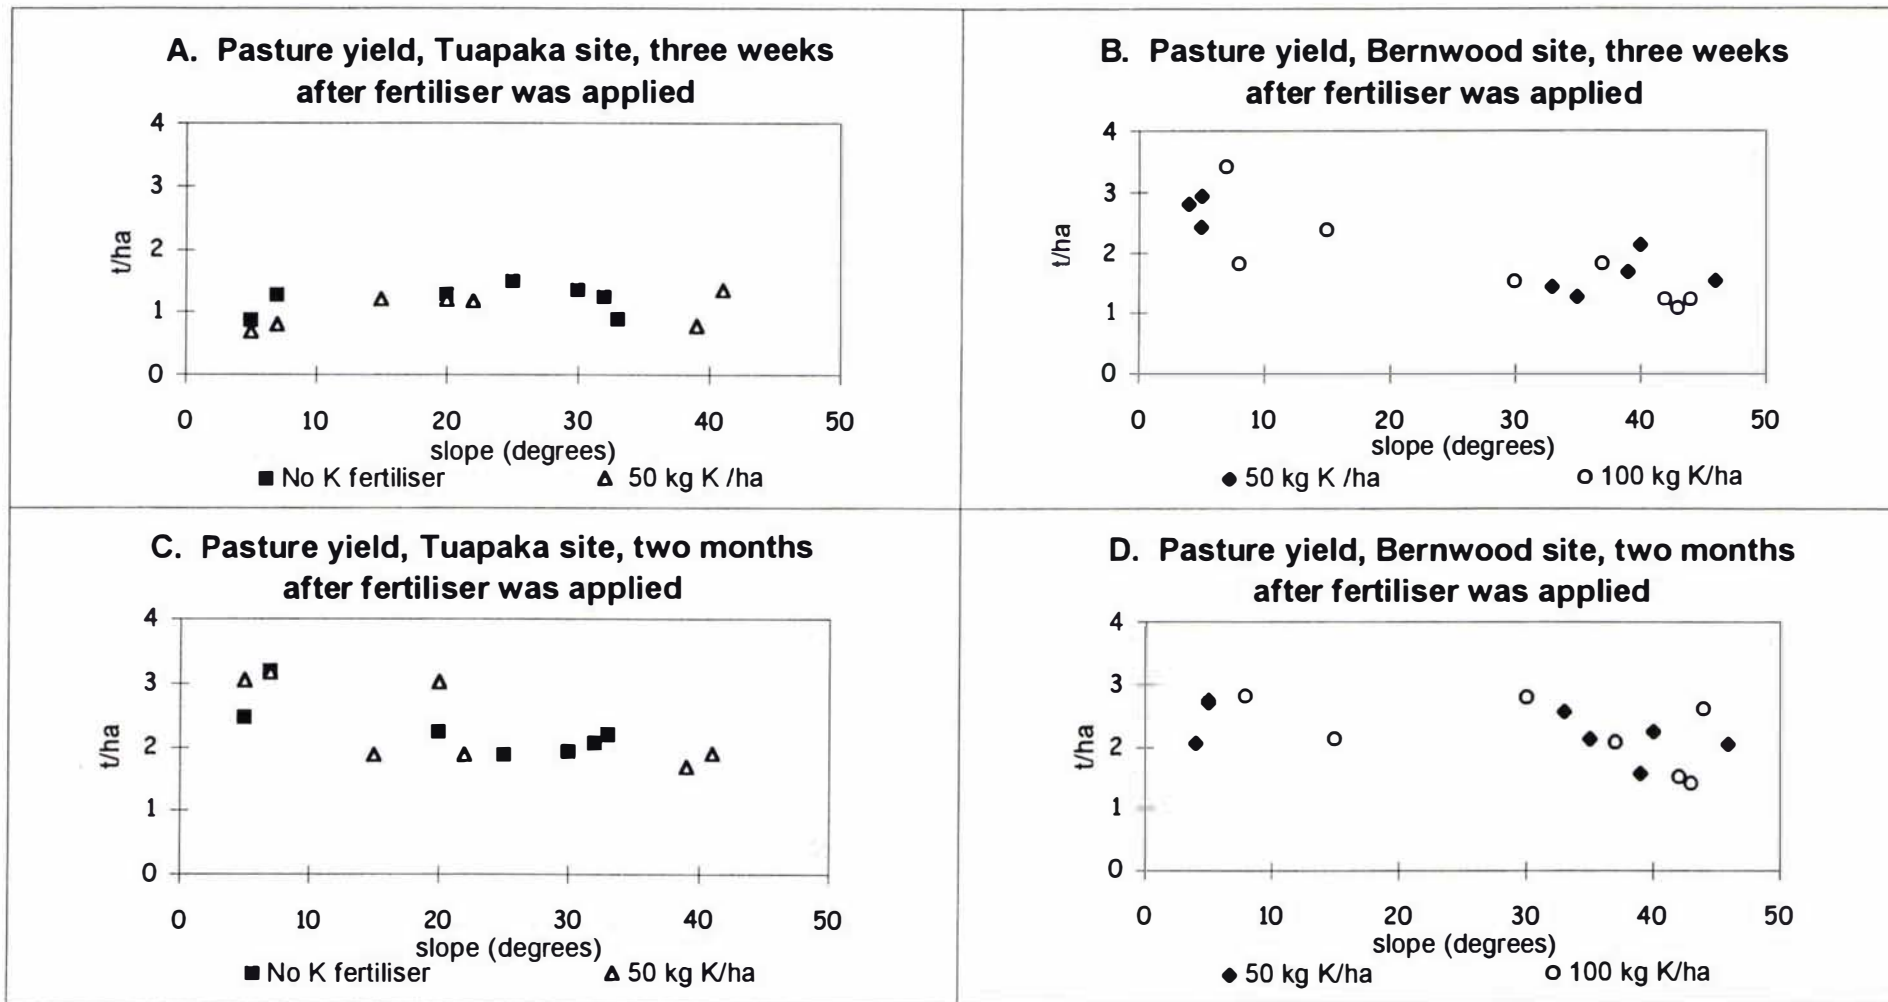 A. Pasture yield, Tuapaka site, three weeks
after fertiliser was applied
4
3
2
1
0
t/ha
0 10 20 30 40 50
slope (degrees)
No K fertiliser 50 kg K /ha
B. Pasture yield, Bernwood site, three weeks
after fertiliser was applied
4
3
2
1
0
t/ha
0 10 20 30 40 50
slope (degrees)
50 kg K /ha 100 kg K/ha
C. Pasture yield, Tuapaka site, two months
after fertiliser was applied
4
3
2
1
0
t/ha
0 10 20 30 40 50
slope (degrees)
No K fertiliser 50 kg K/ha
D. Pasture yield, Bernwood site, two months
after fertiliser was applied
4
3
2
1
0
t/ha
0 10 20 30 40 50
slope (degrees)
50 kg K/ha 100 kg K/ha